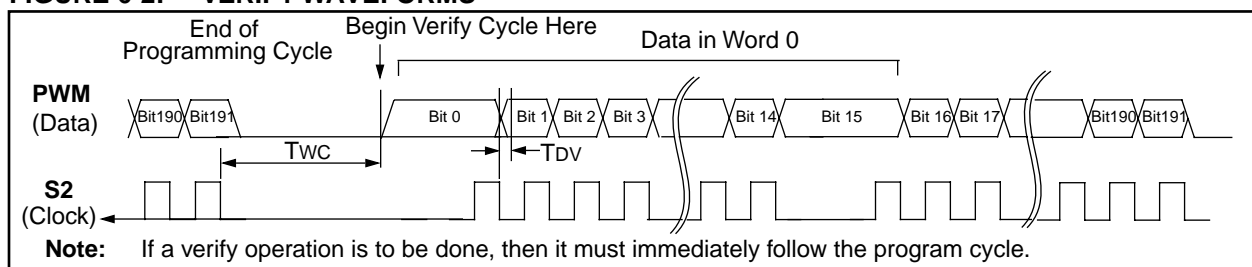 FIGURE 3-2: VERIFY WAVEFORMS
End of
Programming Cycle
Begin Verify Cycle Here
Data in Word 0
PWM
(Data)
Bit190 Bit191 Bit 0 Bit 1 Bit 2 Bit 3 Bit 14 Bit 15 Bit 16 Bit 17 Bit190 Bit191
TWC
TDV
S2
(Clock)
Note: If a verify operation is to be done, then it must immediately follow the program cycle.